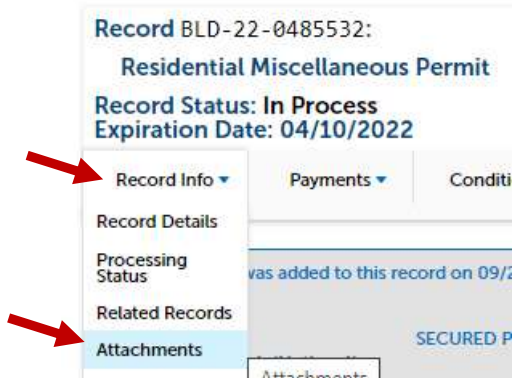 Record BLD-22-0485532:
Residential Miscellaneous Permit
Record Status: In Process
Expiration Date: 04/10/2022
Record Info ▾ Payments ▾ Conditi
Record Details
Processing
Status
was added to this record on 09/2
Related Records
SECURED P
Attachments
Attachments